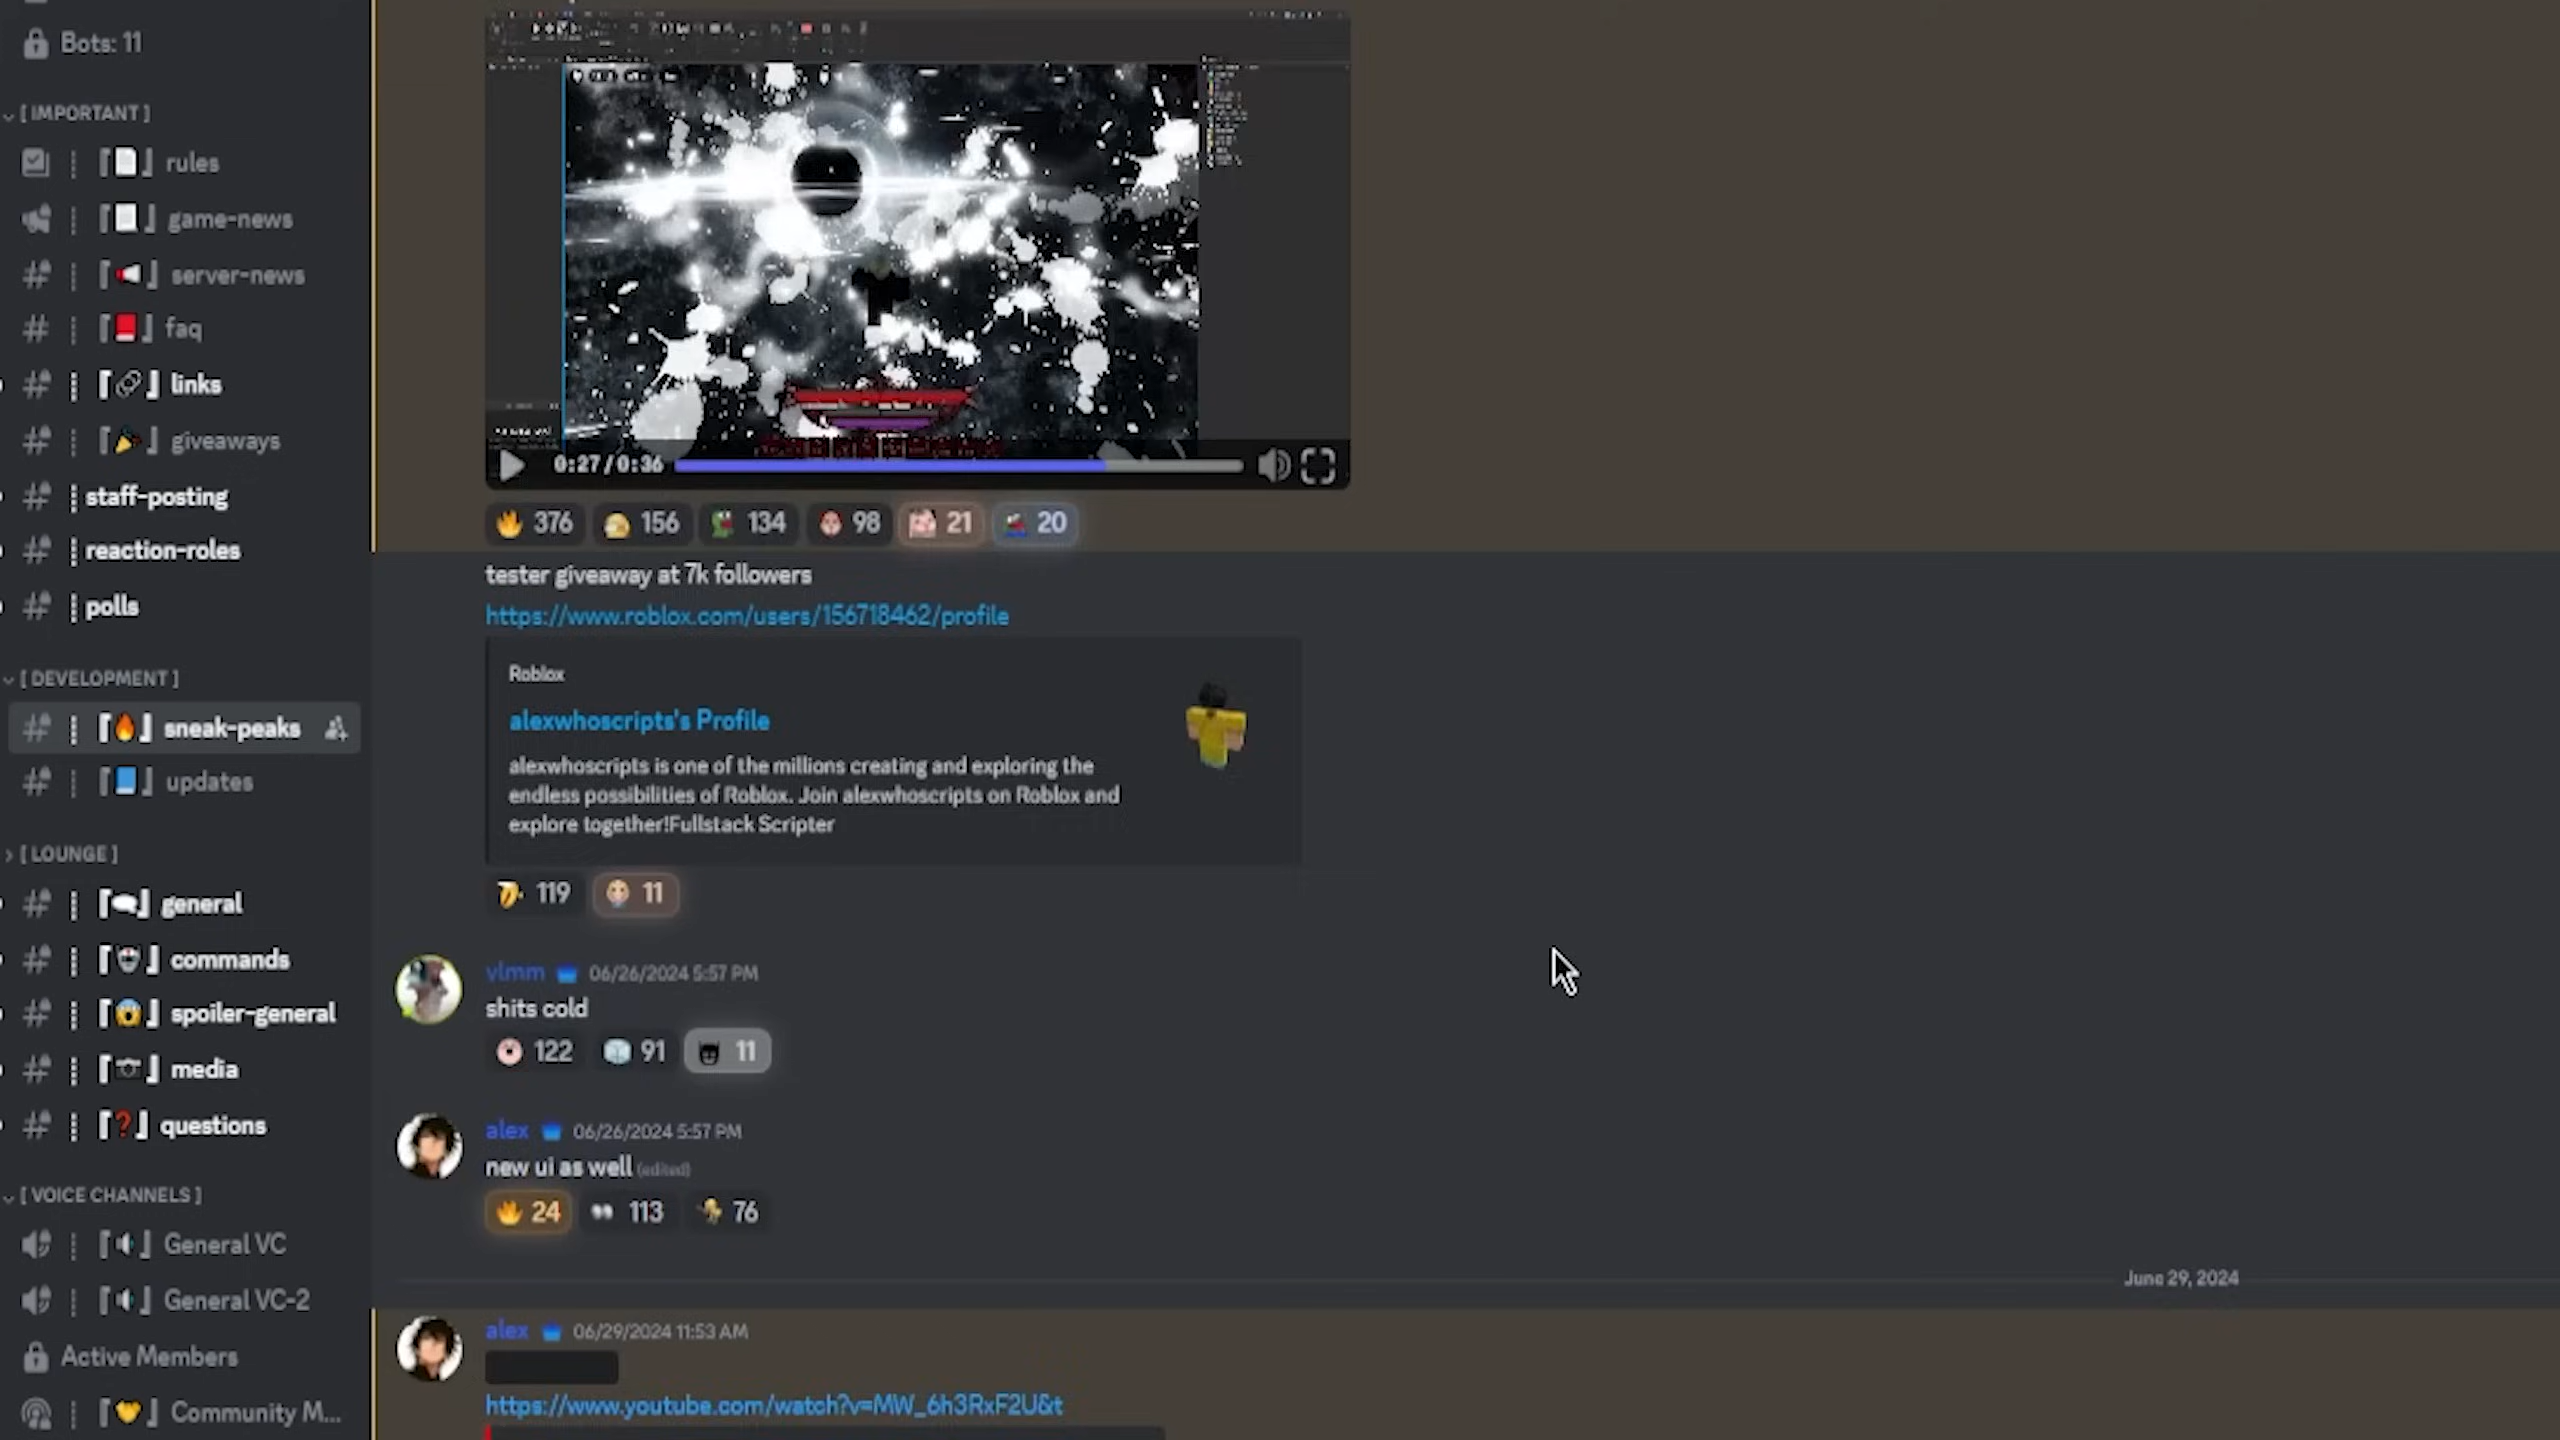 Bots: 11
[ IMPORTANT ]
rules
game-news
server-news
faq
links
giveaways
staff-posting
reaction-roles
polls
[ DEVELOPMENT ]
sneak-peaks
updates
[ LOUNGE ]
general
commands
spoiler-general
media
questions
[ VOICE CHANNELS ]
General VC
General VC-2
Active Members
Community M...
0:27 / 0:36
376 156 134 98 21 20
tester giveaway at 7k followers
https://www.roblox.com/users/156718462/profile
Roblox
alexwhoscripts's Profile
alexwhoscripts is one of the millions creating and exploring the
endless possibilities of Roblox. Join alexwhoscripts on Roblox and
explore together!Fullstack Scripter
119 11
vlmm 06/26/2024 5:57 PM
shits cold
122 91 11
alex 06/26/2024 5:57 PM
new ui as well (edited)
24 113 76
June 29, 2024
alex 06/29/2024 11:53 AM
https://www.youtube.com/watch?v=MW_6h3RxF2U&t